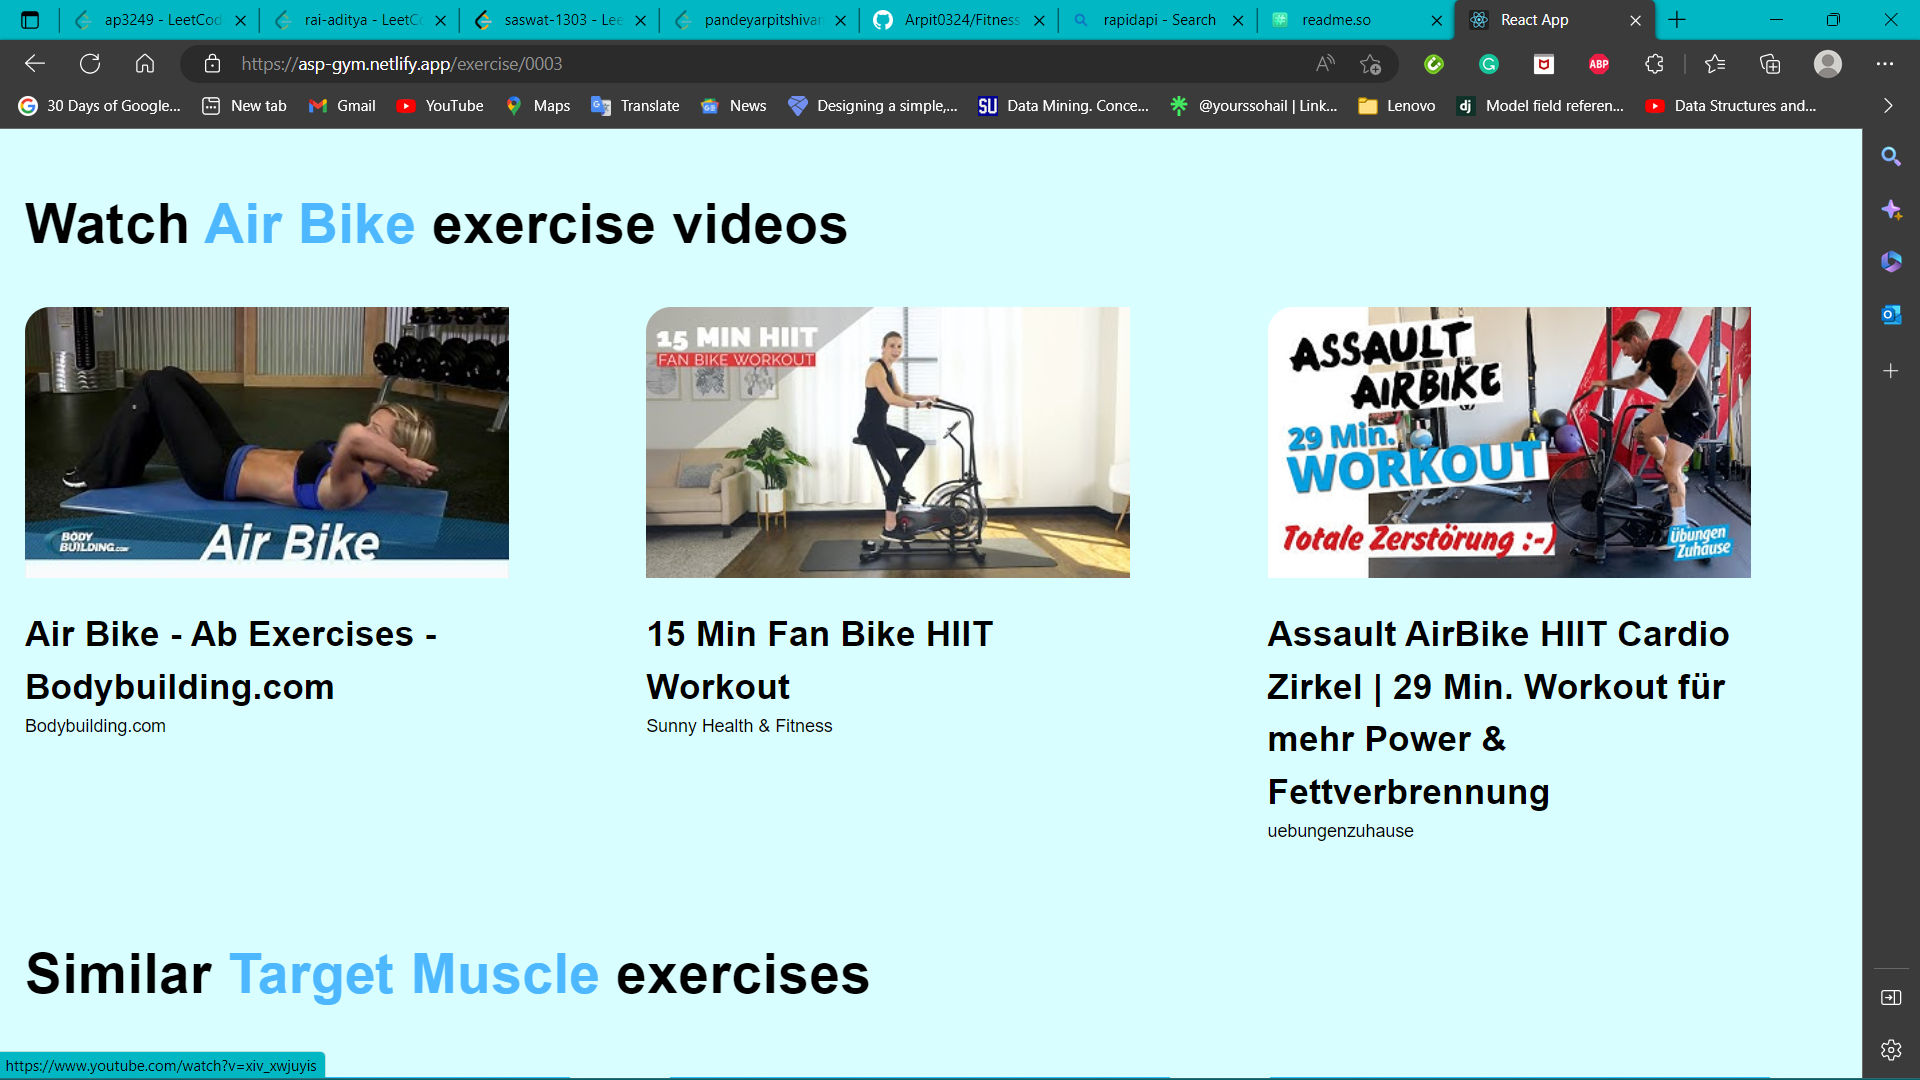 ap3249 - LeetCod
rai-aditya - LeetCo
saswat-1303 - Lee
pandeyarpitshivam
Arpit0324/Fitness
rapidapi - Search
readme.so
React App
https://asp-gym.netlify.app/exercise/0003
ABP
30 Days of Google...
New tab
Gmail
YouTube
Maps
Translate
News
Designing a simple,...
SU
Data Mining. Conce...
@yourssohail | Link...
Lenovo
dj
Model field referen...
Data Structures and...
Watch Air Bike exercise videos
BODY
BUILDING.com
Air Bike
15 MIN HIIT
FAN BIKE WORKOUT
ASSAULT
AIRBIKE
29 Min.
WORKOUT
Totale Zerstörung :-)
Übungen
Zuhause
Air Bike - Ab Exercises -
Bodybuilding.com
Bodybuilding.com
15 Min Fan Bike HIIT
Workout
Sunny Health & Fitness
Assault AirBike HIIT Cardio
Zirkel | 29 Min. Workout für
mehr Power &
Fettverbrennung
uebungenzuhause
Similar Target Muscle exercises
https://www.youtube.com/watch?v=xiv_xwjuyis